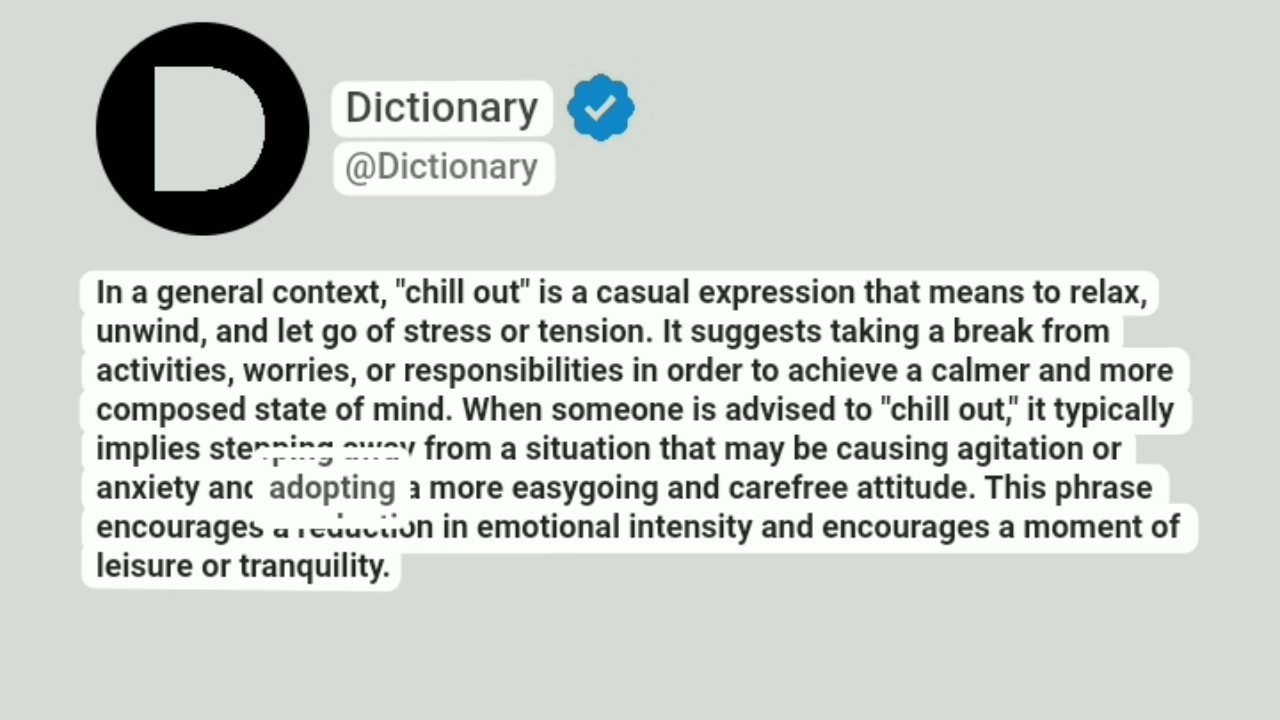 D
Dictionary
@Dictionary
In a general context, "chill out" is a casual expression that means to relax,
unwind, and let go of stress or tension. It suggests taking a break from
activities, worries, or responsibilities in order to achieve a calmer and more
composed state of mind. When someone is advised to "chill out," it typically
implies stepping away from a situation that may be causing agitation or
anxiety and adopting a more easygoing and carefree attitude. This phrase
encourages a reduction in emotional intensity and encourages a moment of
leisure or tranquility.